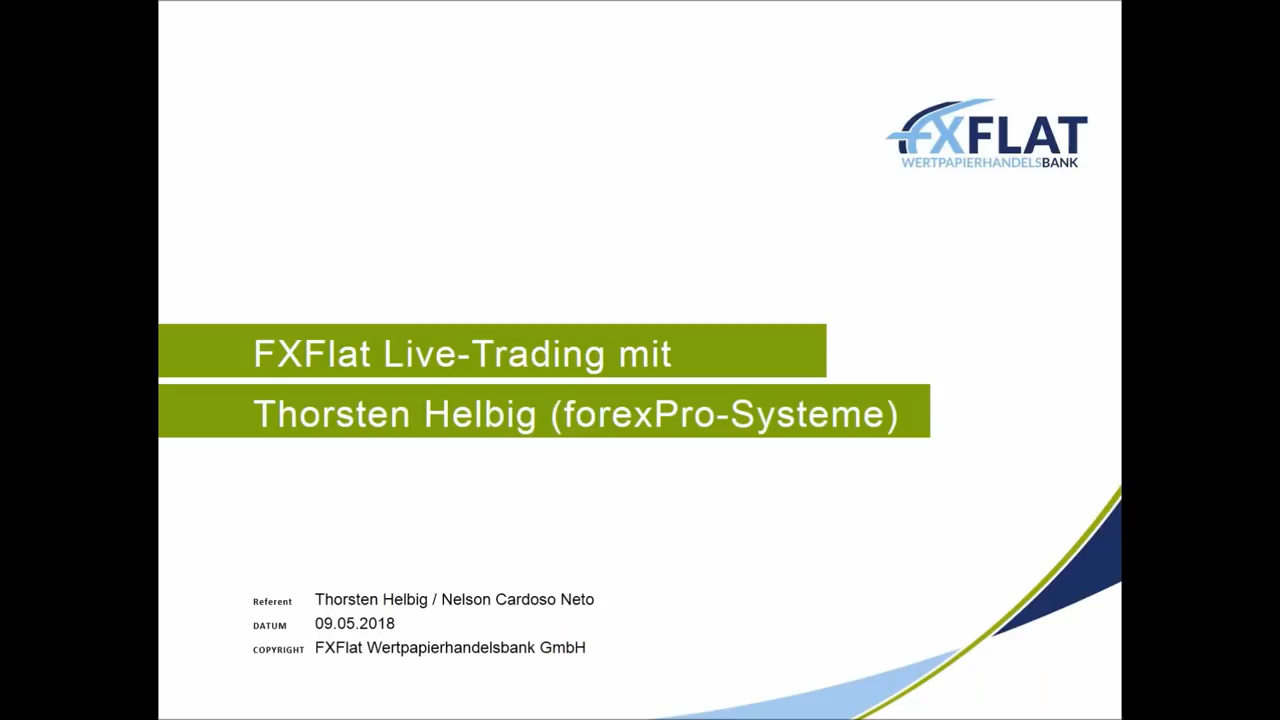 FXFLAT
WERTPAPIERHANDELSBANK
FXFlat Live-Trading mit
Thorsten Helbig (forexPro-Systeme)
Referent Thorsten Helbig / Nelson Cardoso Neto
DATUM 09.05.2018
COPYRIGHT FXFlat Wertpapierhandelsbank GmbH